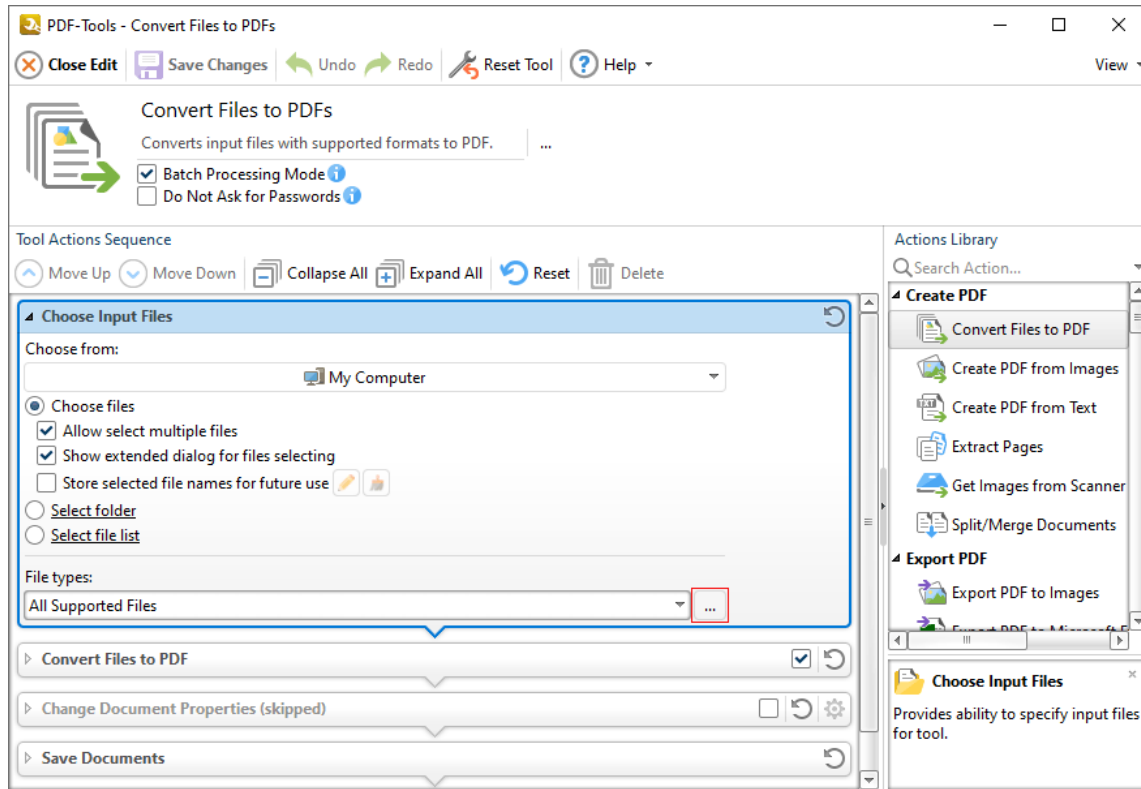 PDF-Tools - Convert Files to PDFs
Close Edit Save Changes Undo Redo Reset Tool ? Help View
Convert Files to PDFs
Converts input files with supported formats to PDF. ...
Batch Processing Mode i
Do Not Ask for Passwords i
Tool Actions Sequence
Move Up Move Down Collapse All Expand All Reset Delete
Choose Input Files
Choose from:
My Computer
Choose files
Allow select multiple files
Show extended dialog for files selecting
Store selected file names for future use
Select folder
Select file list
File types:
All Supported Files ...
Convert Files to PDF
Change Document Properties (skipped)
Save Documents
Actions Library
Search Action...
Create PDF
Convert Files to PDF
Create PDF from Images
TXT Create PDF from Text
Extract Pages
Get Images from Scanner
Split/Merge Documents
Export PDF
Export PDF to Images
Export PDF to Microsoft
Choose Input Files
Provides ability to specify input files
for tool.